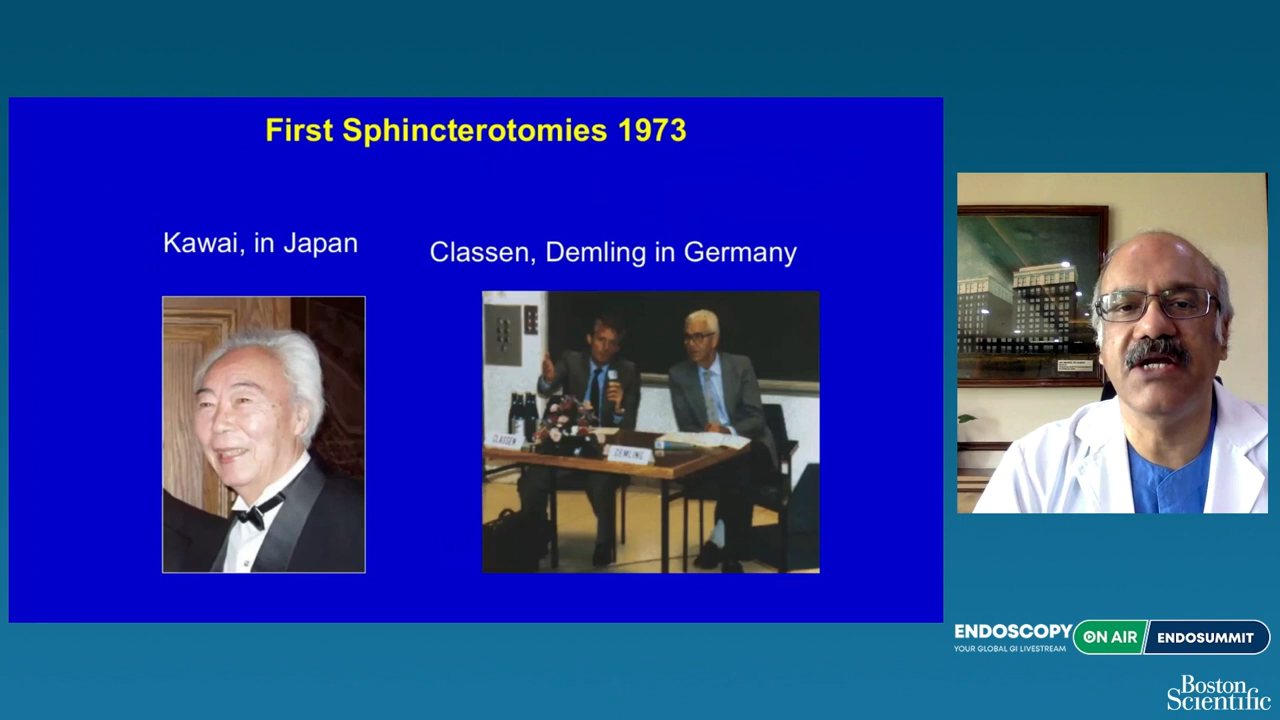 First Sphincterotomies 1973
Kawai, in Japan
Classen, Demling in Germany
CLASSEN
DEMLING
ENDOSCOPY
YOUR GLOBAL GI LIVESTREAM
ON AIR
ENDOSUMMIT
Boston
Scientific